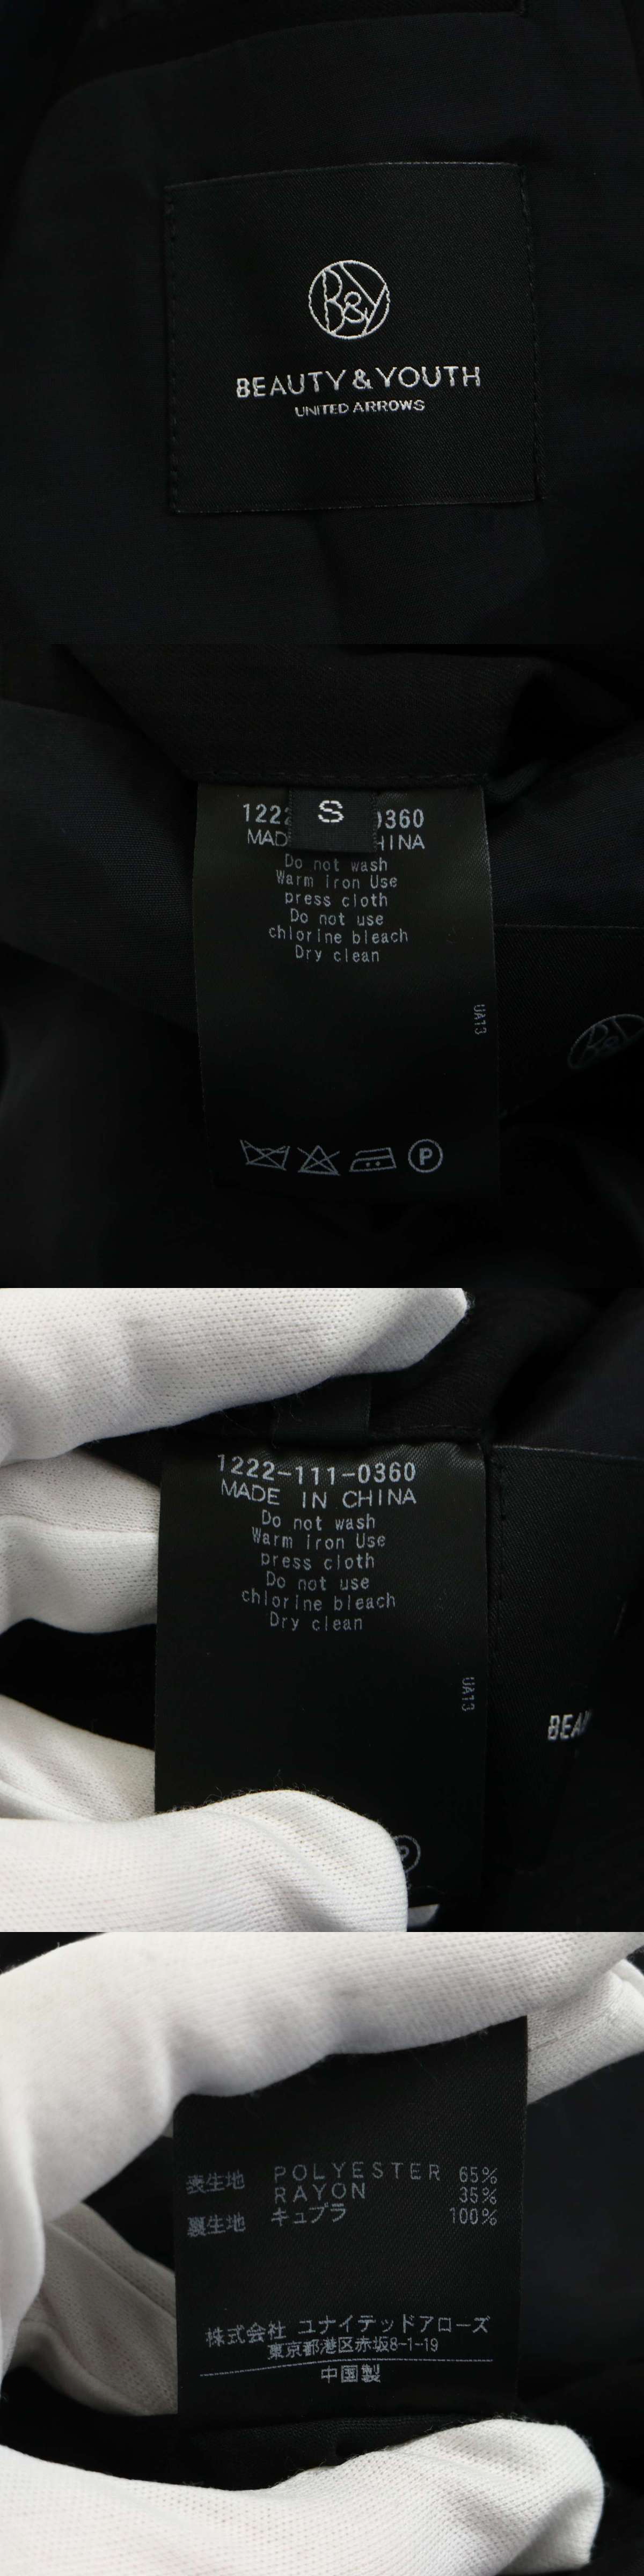 B&Y
BEAUTY & YOUTH
UNITED ARROWS
S
1222 0360
MAD HINA
Do not wash
Warm iron Use
press cloth
Do not use
chlorine bleach
Dry clean
UA13
B&Y
P
1222-111-0360
MADE IN CHINA
Do not wash
Warm iron Use
press cloth
Do not use
chlorine bleach
Dry clean
UA13
BEAU
P
表生地 POLYESTER 65%
RAYON 35%
裏生地 キュプラ 100%
株式会社 ユナイテッドアローズ
東京都港区赤坂8-1-19
中国製